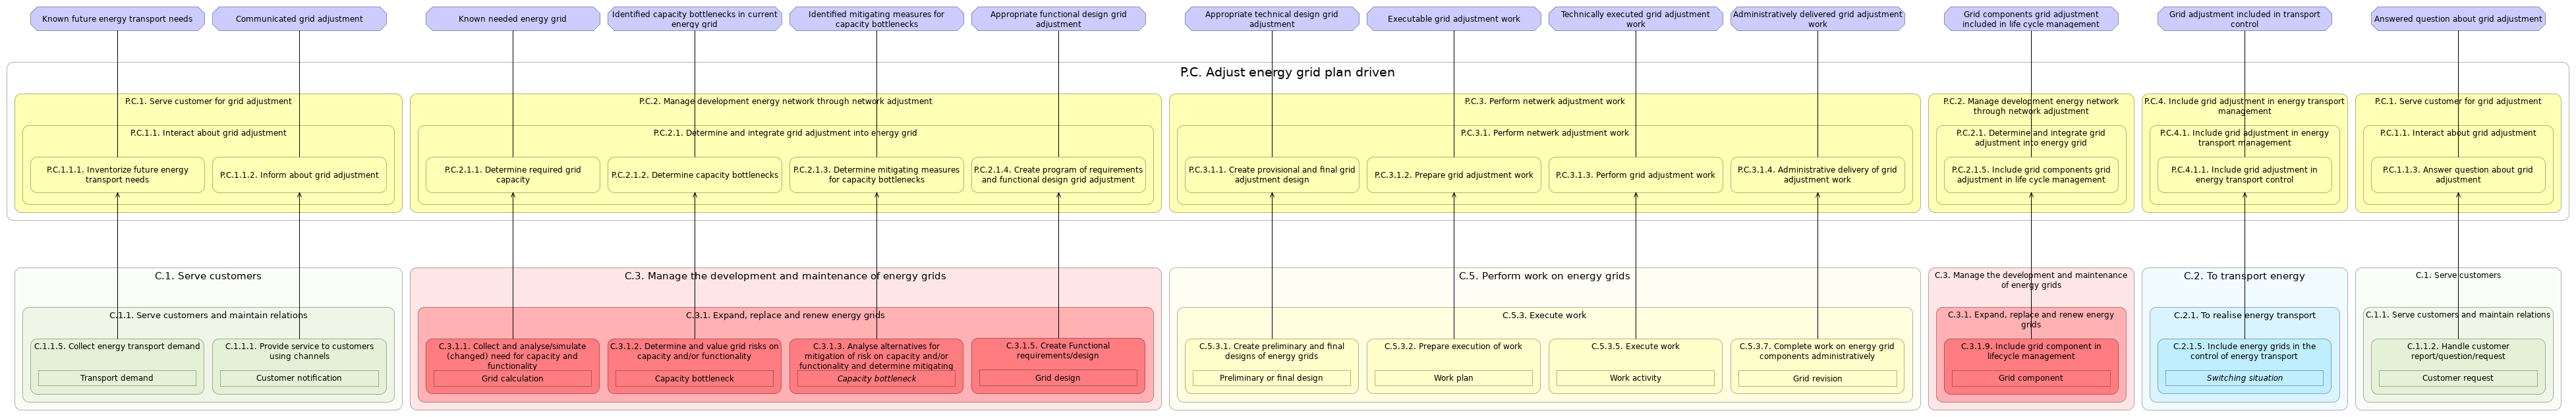 Known future energy transport needs
Communicated grid adjustment
Known needed energy grid
Identified capacity bottlenecks in current
energy grid
Identified mitigating measures for
capacity bottlenecks
Appropriate functional design grid
adjustment
Appropriate technical design grid
adjustment
Executable grid adjustment work
Technically executed grid adjustment
work
Administratively delivered grid adjustment
work
Grid components grid adjustment
included in life cycle management
Grid adjustment included in transport
control
Answered question about grid adjustment
P.C. Adjust energy grid plan driven
P.C.1. Serve customer for grid adjustment
P.C.1.1. Interact about grid adjustment
P.C.1.1.1. Inventorize future energy
transport needs
P.C.1.1.2. Inform about grid adjustment
P.C.2. Manage development energy network through network adjustment
P.C.2.1. Determine and integrate grid adjustment into energy grid
P.C.2.1.1. Determine required grid
capacity
P.C.2.1.2. Determine capacity bottlenecks
P.C.2.1.3. Determine mitigating measures
for capacity bottlenecks
P.C.2.1.4. Create program of requirements
and functional design grid adjustment
P.C.3. Perform netwerk adjustment work
P.C.3.1. Perform netwerk adjustment work
P.C.3.1.1. Create provisional and final grid
adjustment design
P.C.3.1.2. Prepare grid adjustment work
P.C.3.1.3. Perform grid adjustment work
P.C.3.1.4. Administrative delivery of grid
adjustment work
P.C.2. Manage development energy network
through network adjustment
P.C.2.1. Determine and integrate grid
adjustment into energy grid
P.C.2.1.5. Include grid components grid
adjustment in life cycle management
P.C.4. Include grid adjustment in energy transport
management
P.C.4.1. Include grid adjustment in energy
transport management
P.C.4.1.1. Include grid adjustment in
energy transport control
P.C.1. Serve customer for grid adjustment
P.C.1.1. Interact about grid adjustment
P.C.1.1.3. Answer question about grid
adjustment
C.1. Serve customers
C.1.1. Serve customers and maintain relations
C.1.1.5. Collect energy transport demand
Transport demand
C.1.1.1. Provide service to customers
using channels
Customer notification
C.3. Manage the development and maintenance of energy grids
C.3.1. Expand, replace and renew energy grids
C.3.1.1. Collect and analyse/simulate
(changed) need for capacity and
functionality
Grid calculation
C.3.1.2. Determine and value grid risks on
capacity and/or functionality
Capacity bottleneck
C.3.1.3. Analyse alternatives for
mitigation of risk on capacity and/or
functionality and determine mitigating
Capacity bottleneck
C.3.1.5. Create Functional
requirements/design
Grid design
C.5. Perform work on energy grids
C.5.3. Execute work
C.5.3.1. Create preliminary and final
designs of energy grids
Preliminary or final design
C.5.3.2. Prepare execution of work
Work plan
C.5.3.5. Execute work
Work activity
C.5.3.7. Complete work on energy grid
components administratively
Grid revision
C.3. Manage the development and maintenance
of energy grids
C.3.1. Expand, replace and renew energy
grids
C.3.1.9. Include grid component in
lifecycle management
Grid component
C.2. To transport energy
C.2.1. To realise energy transport
C.2.1.5. Include energy grids in the
control of energy transport
Switching situation
C.1. Serve customers
C.1.1. Serve customers and maintain relations
C.1.1.2. Handle customer
report/question/request
Customer request